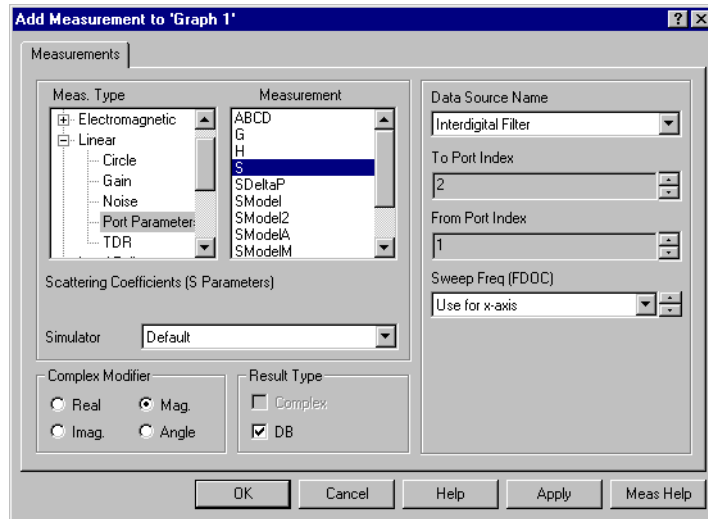 Add Measurement to 'Graph 1'
Measurements
Meas. Type
Electromagnetic
Linear
Circle
Gain
Noise
Port Parameter
TDR
Measurement
ABCD
G
H
S
SDeltaP
SModel
SModel2
SModelA
SModelM
Scattering Coefficients (S Parameters)
Simulator
Default
Complex Modifier
Real
Mag.
Imag.
Angle
Result Type
Complex
DB
Data Source Name
Interdigital Filter
To Port Index
2
From Port Index
1
Sweep Freq (FDOC)
Use for x-axis
OK
Cancel
Help
Apply
Meas Help